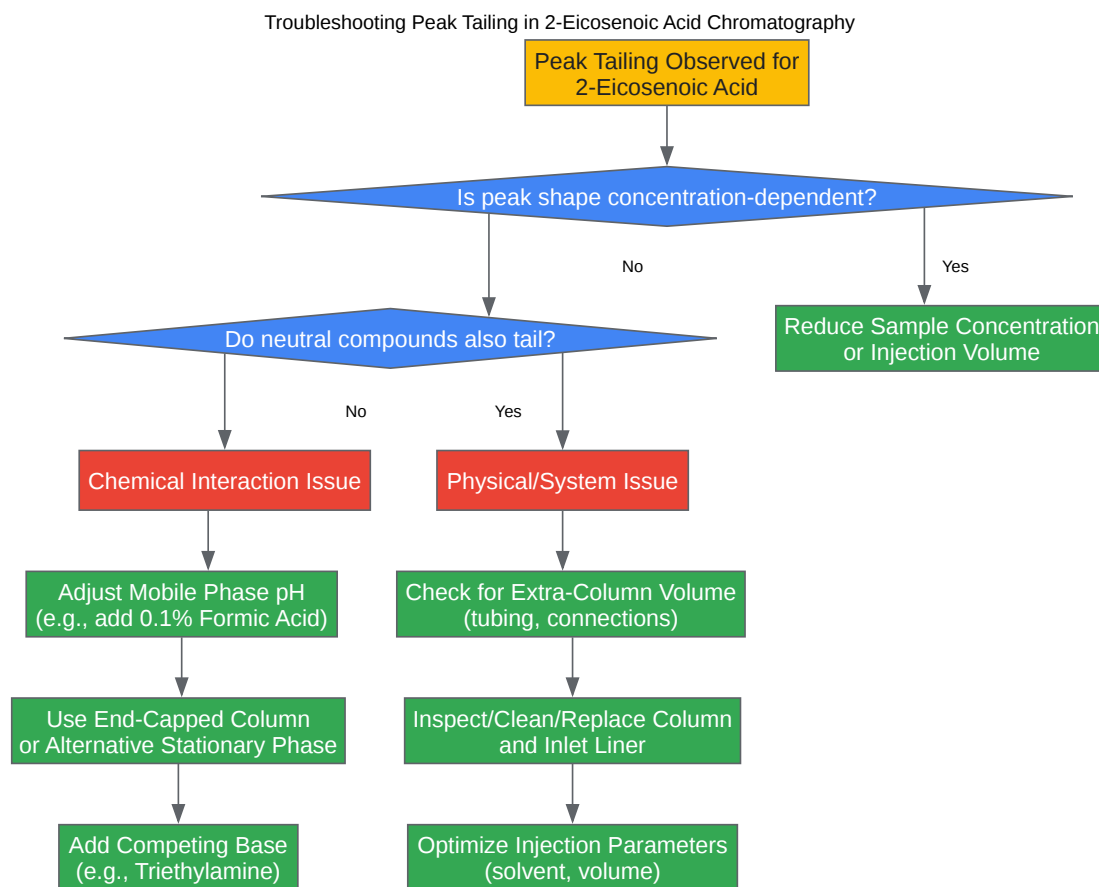 Troubleshooting Peak Tailing in 2-Eicosenoic Acid Chromatography
Peak Tailing Observed for
2-Eicosenoic Acid
Is peak shape concentration-dependent?
No
Yes
Do neutral compounds also tail?
Reduce Sample Concentration
or Injection Volume
No
Yes
Chemical Interaction Issue
Physical/System Issue
Adjust Mobile Phase pH
(e.g., add 0.1% Formic Acid)
Check for Extra-Column Volume
(tubing, connections)
Use End-Capped Column
or Alternative Stationary Phase
Inspect/Clean/Replace Column
and Inlet Liner
Add Competing Base
(e.g., Triethylamine)
Optimize Injection Parameters
(solvent, volume)